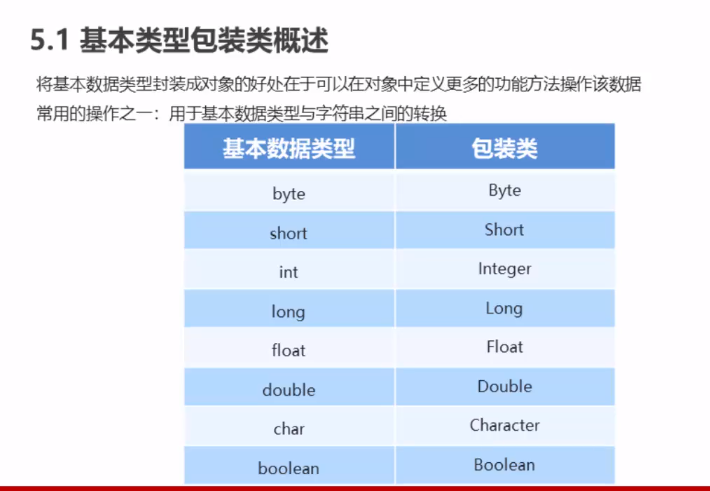 5.1 基本类型包装类概述
将基本数据类型封装成对象的好处在于可以在对象中定义更多的功能方法操作该数据
常用的操作之一：用于基本数据类型与字符串之间的转换
基本数据类型 包装类
byte Byte
short Short
int Integer
long Long
float Float
double Double
char Character
boolean Boolean